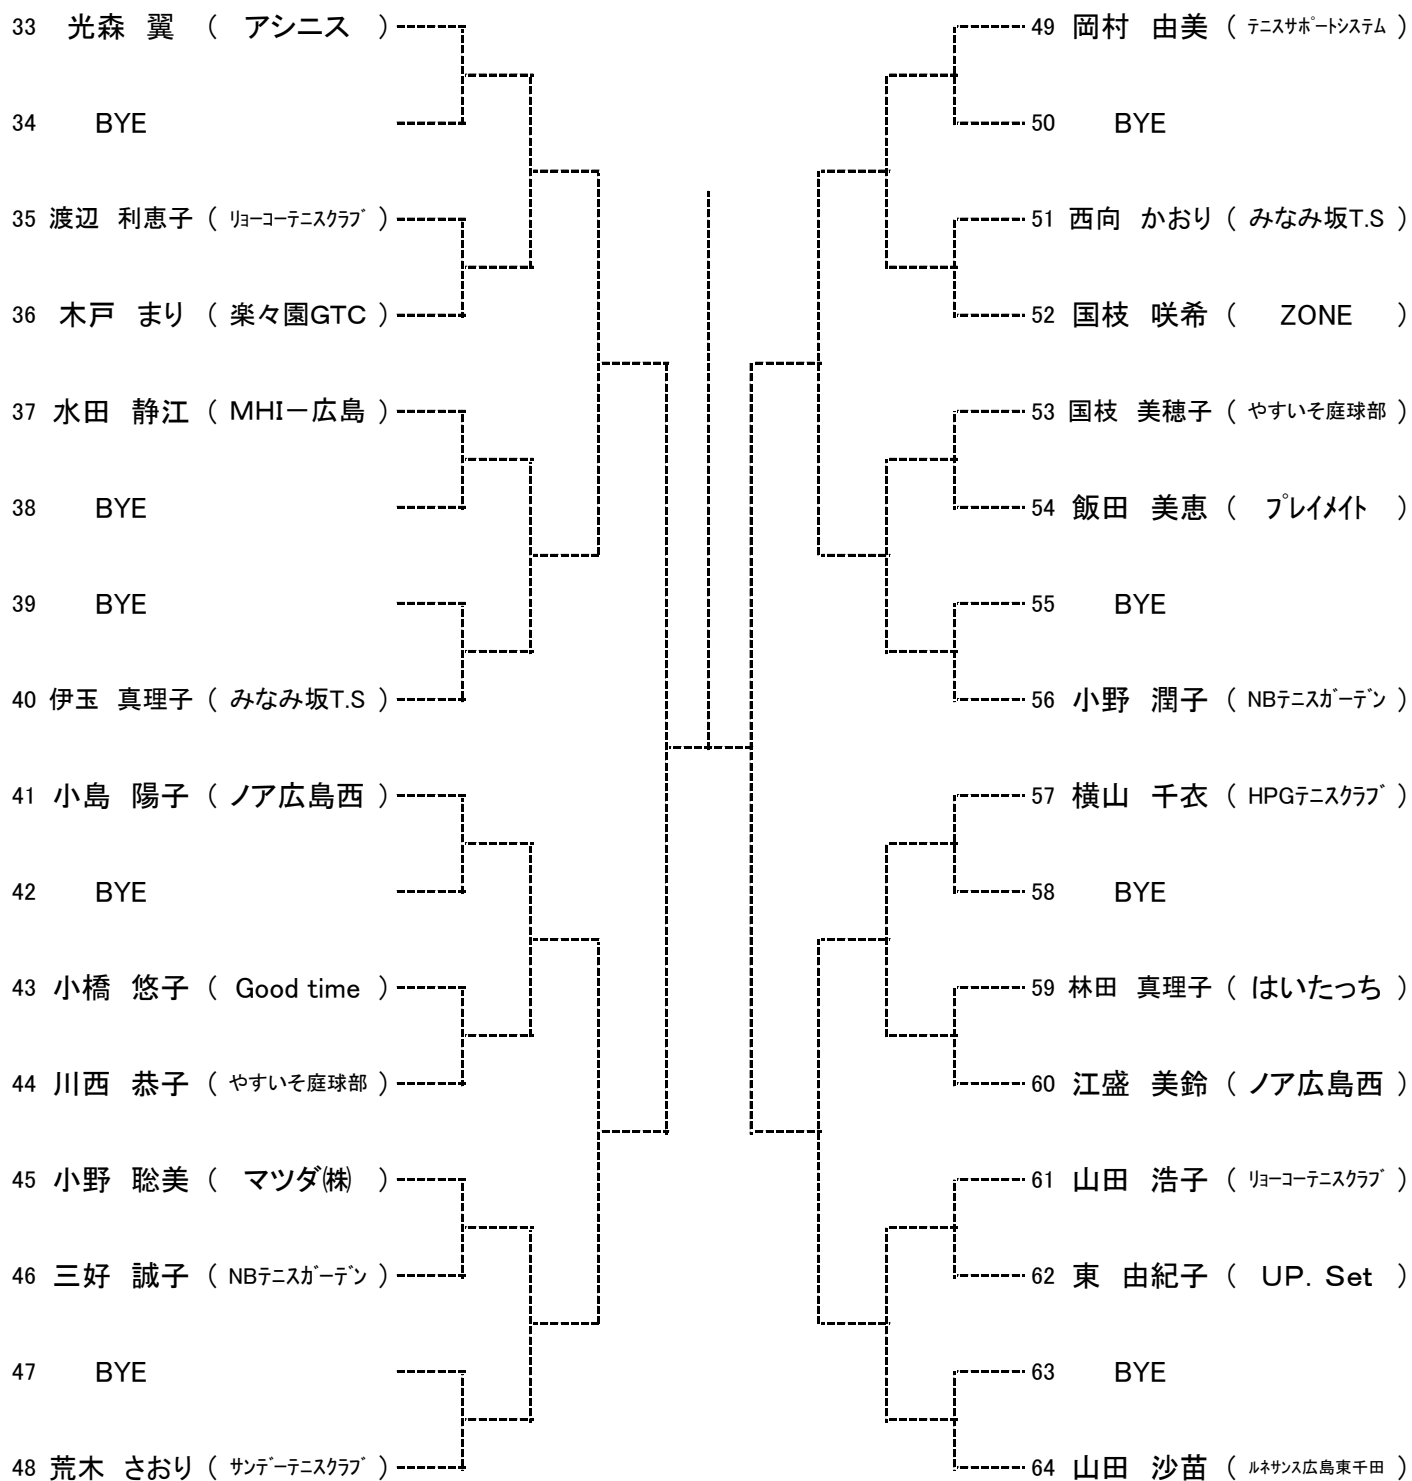 33 光森 翼 ( アシニス )
34 BYE
35 渡辺 利恵子 ( ﾘｮｰｺｰﾃﾆｽｸﾗﾌﾞ )
36 木戸 まり ( 楽々園GTC )
37 水田 静江 ( MHI－広島 )
38 BYE
39 BYE
40 伊玉 真理子 ( みなみ坂T.S )
41 小島 陽子 ( ノア広島西 )
42 BYE
43 小橋 悠子 ( Good time )
44 川西 恭子 ( やすいそ庭球部 )
45 小野 聡美 ( マツダ㈱ )
46 三好 誠子 ( NBﾃﾆｽｶﾞｰﾃﾞﾝ )
47 BYE
48 荒木 さおり ( ｻﾝﾃﾞｰﾃﾆｽｸﾗﾌﾞ )
49 岡村 由美 ( ﾃﾆｽｻﾎﾟｰﾄｼｽﾃﾑ )
50 BYE
51 西向 かおり ( みなみ坂T.S )
52 国枝 咲希 ( ZONE )
53 国枝 美穂子 ( やすいそ庭球部 )
54 飯田 美恵 ( ﾌﾟﾚｲﾒｲﾄ )
55 BYE
56 小野 潤子 ( NBﾃﾆｽｶﾞｰﾃﾞﾝ )
57 横山 千衣 ( HPGﾃﾆｽｸﾗﾌﾞ )
58 BYE
59 林田 真理子 ( はいたっち )
60 江盛 美鈴 ( ノア広島西 )
61 山田 浩子 ( ﾘｮｰｺｰﾃﾆｽｸﾗﾌﾞ )
62 東 由紀子 ( UP. Set )
63 BYE
64 山田 沙苗 ( ﾙﾈｻﾝｽ広島東千田 )